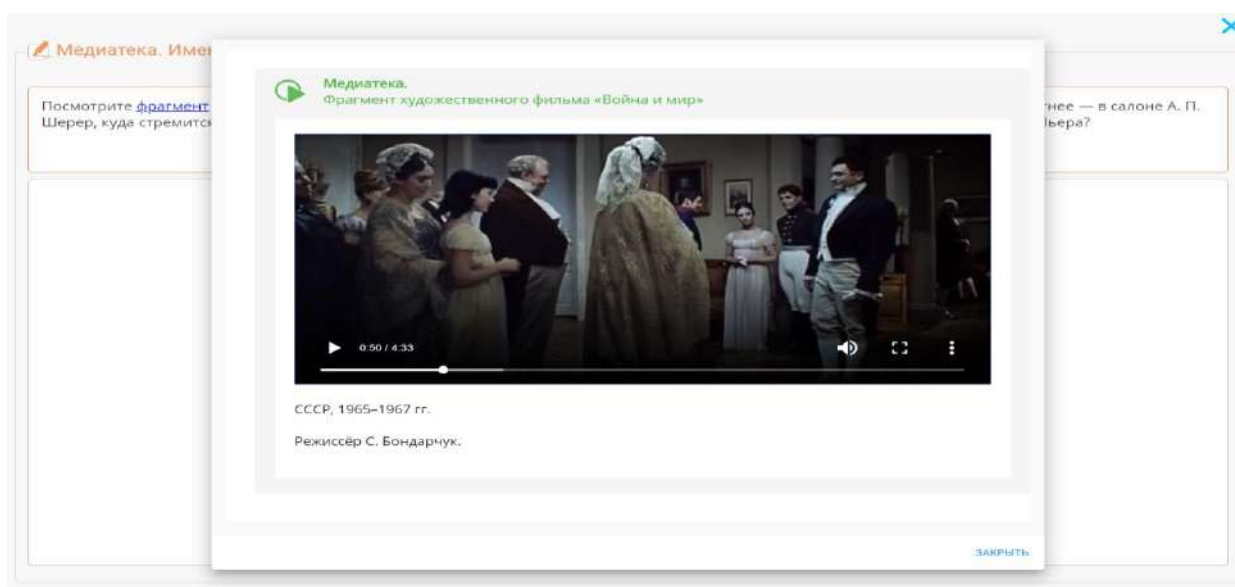 Медиатека. Имен
Посмотрите фрагмент
Шерер, куда стремится
Медиатека.
Фрагмент художественного фильма «Война и мир»
нее — в салоне А. П.
ьера?
0:50 / 4:33
СССР, 1965–1967 гг.
Режиссёр С. Бондарчук.
ЗАКРЫТЬ